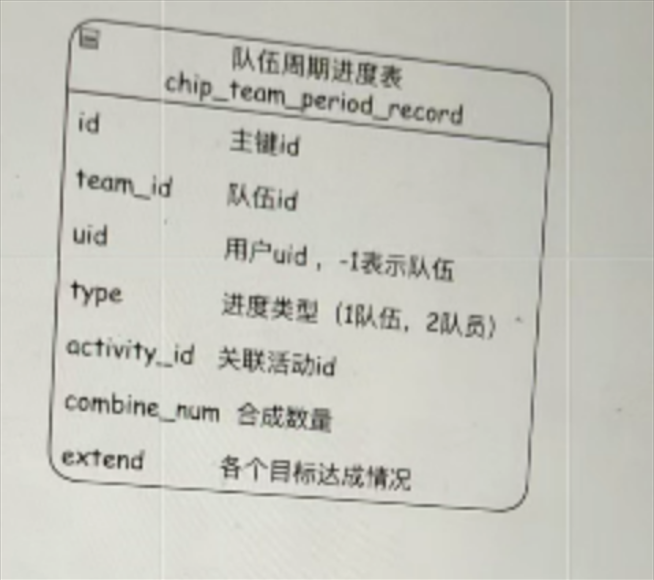 队伍周期进度表
chip_team_period_record
id 主键id
team_id 队伍id
uid 用户uid，-1表示队伍
type 进度类型（1队伍，2队员）
activity_id 关联活动id
combine_num 合成数量
extend 各个目标达成情况